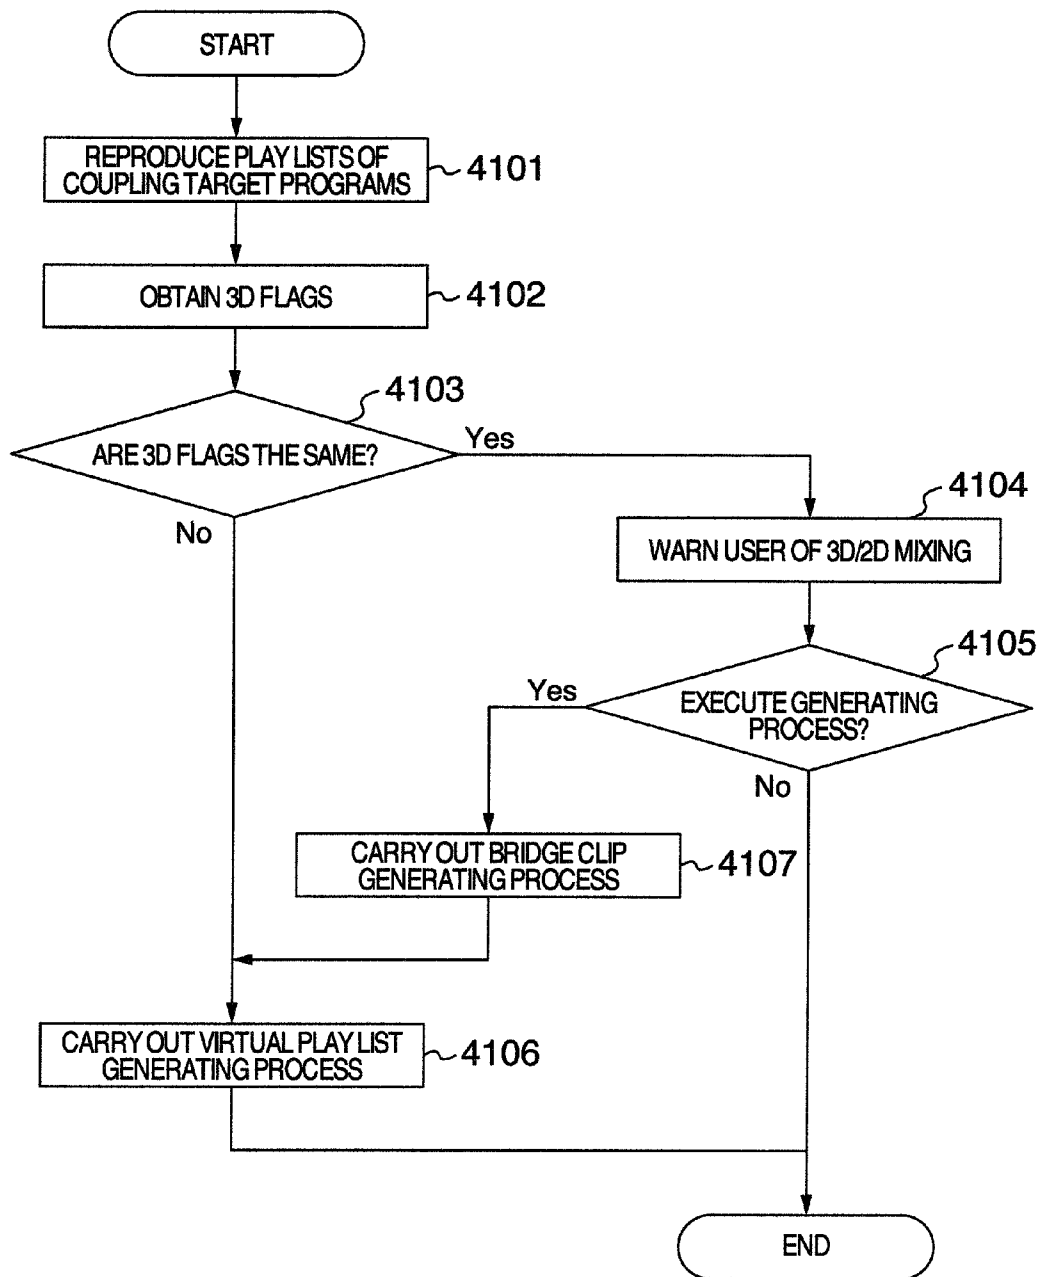 START
REPRODUCE PLAY LISTS OF
COUPLING TARGET PROGRAMS
4101
OBTAIN 3D FLAGS
4102
4103
ARE 3D FLAGS THE SAME?
Yes
No
4104
WARN USER OF 3D/2D MIXING
4105
EXECUTE GENERATING
PROCESS?
Yes
No
CARRY OUT BRIDGE CLIP
GENERATING PROCESS
4107
CARRY OUT VIRTUAL PLAY LIST
GENERATING PROCESS
4106
END